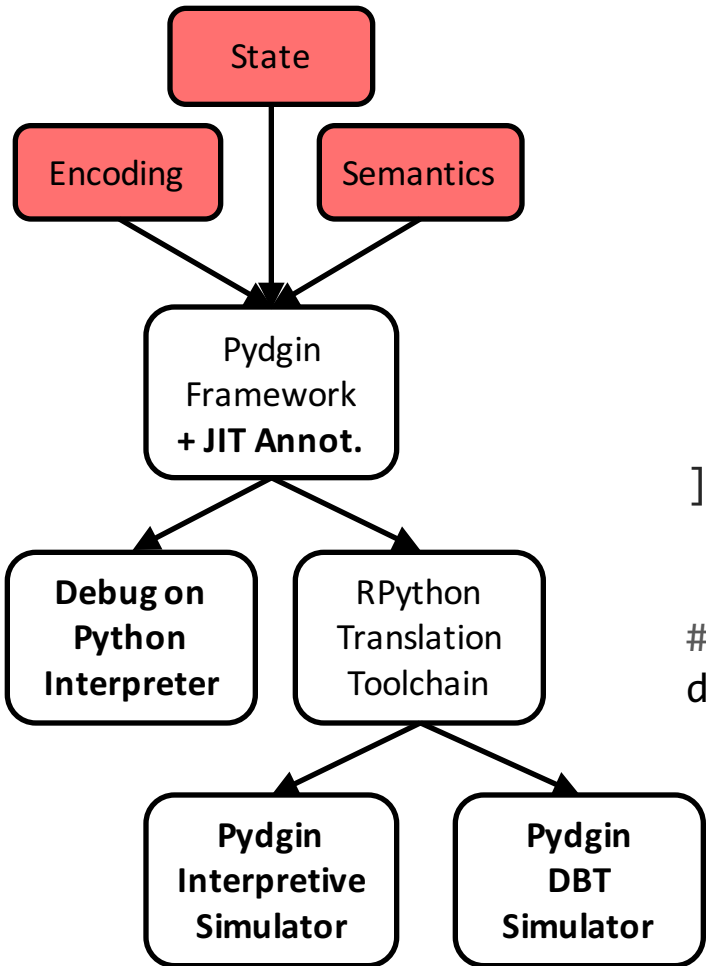 State
Encoding
Semantics
Pydgin
Framework
+ JIT Annot.
]
Debug on
Python
Interpreter
RPython
Translation
Toolchain
#
d
Pydgin
Interpretive
Simulator
Pydgin
DBT
Simulator